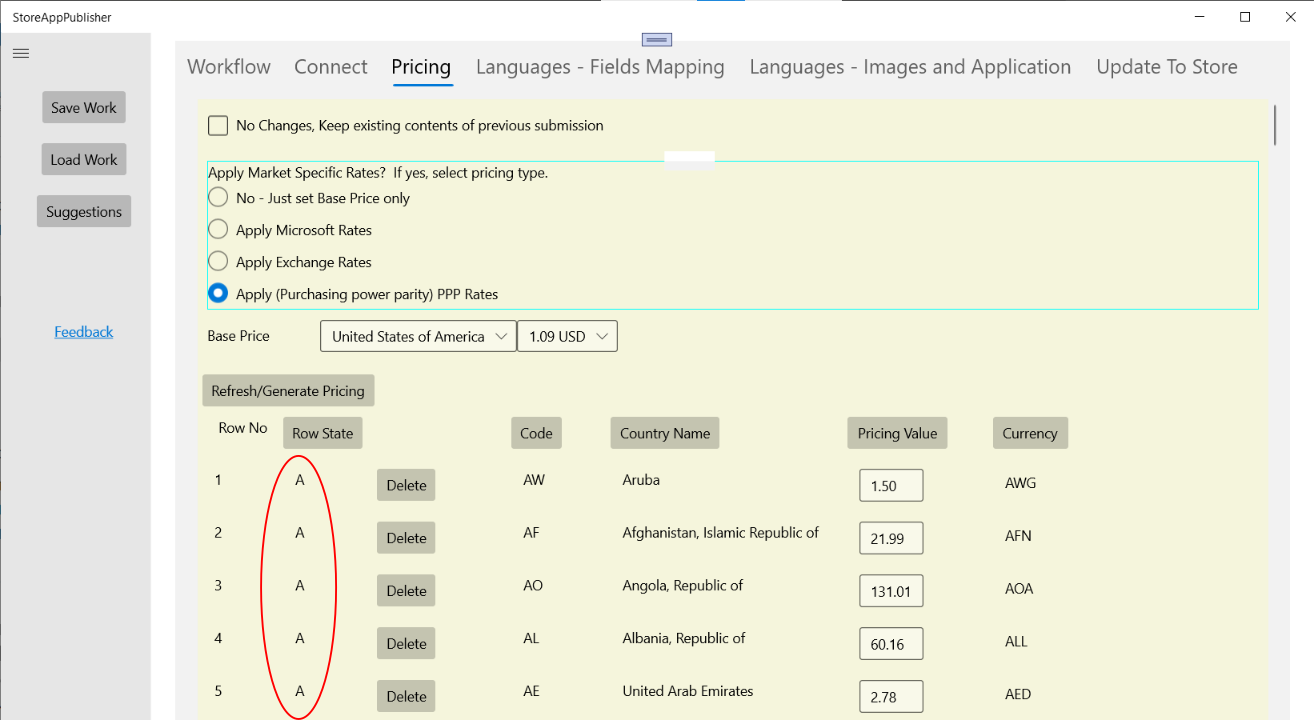 StoreAppPublisher
Workflow Connect Pricing Languages - Fields Mapping Languages - Images and Application Update To Store
Save Work
Load Work
Suggestions
Feedback
No Changes, Keep existing contents of previous submission
Apply Market Specific Rates? If yes, select pricing type.
No - Just set Base Price only
Apply Microsoft Rates
Apply Exchange Rates
Apply (Purchasing power parity) PPP Rates
Base Price United States of America 1.09 USD
Refresh/Generate Pricing
Row No Row State Code Country Name Pricing Value Currency
1 A Delete AW Aruba 1.50 AWG
2 A Delete AF Afghanistan, Islamic Republic of 21.99 AFN
3 A Delete AO Angola, Republic of 131.01 AOA
4 A Delete AL Albania, Republic of 60.16 ALL
5 A Delete AE United Arab Emirates 2.78 AED